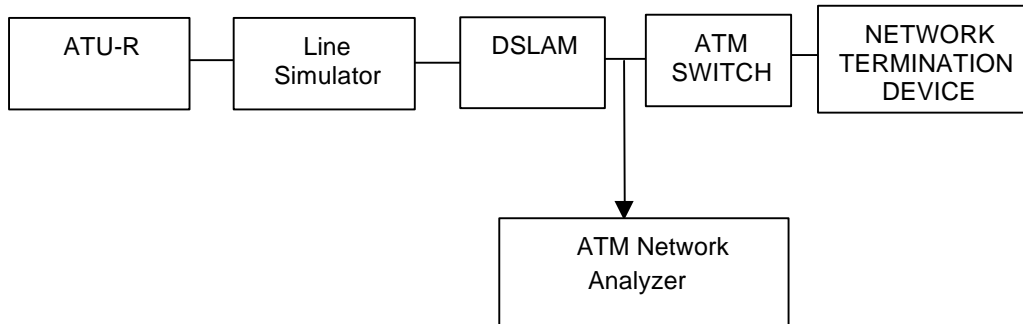 ATU-R
Line
Simulator
DSLAM
ATM
SWITCH
NETWORK
TERMINATION
DEVICE
ATM Network
Analyzer